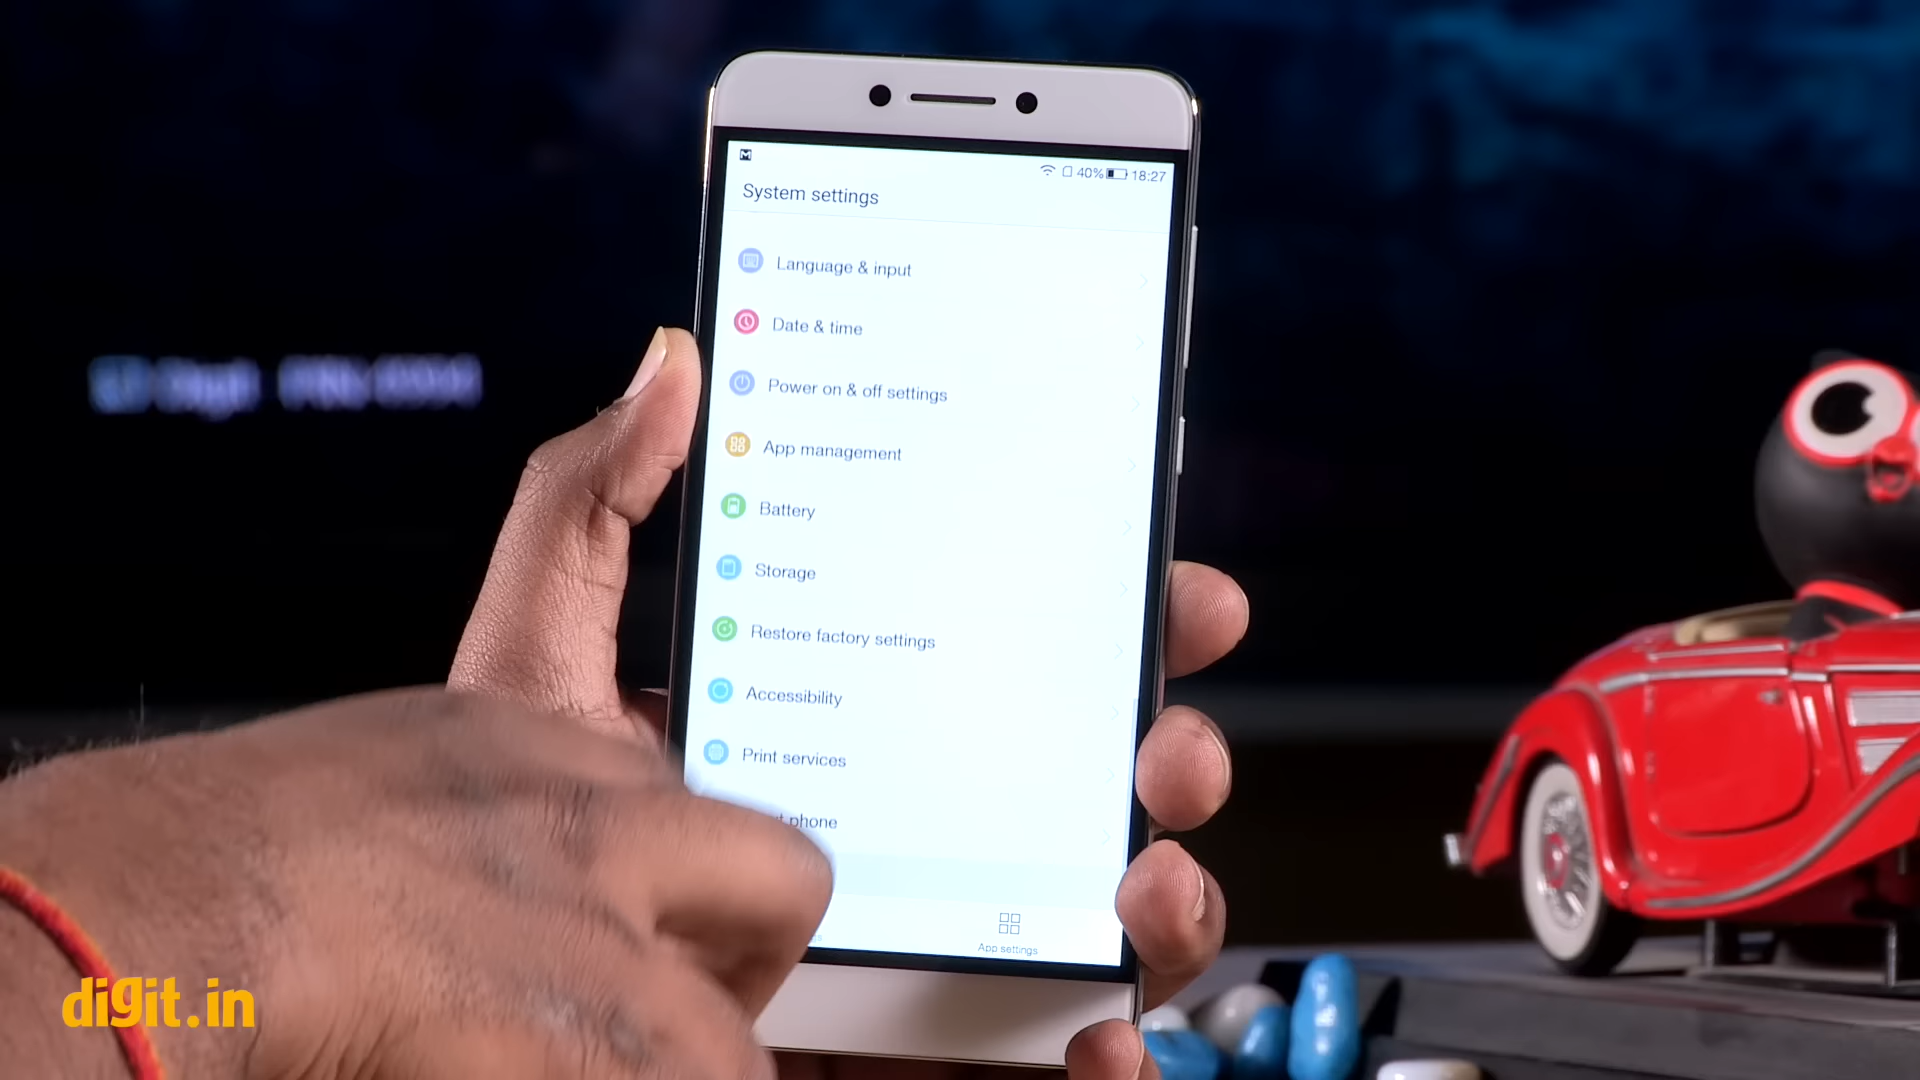 40% 18:27
System settings
Language & input
Date & time
Power on & off settings
App management
Battery
Storage
Restore factory settings
Accessibility
Print services
phone
App settings
digit.in